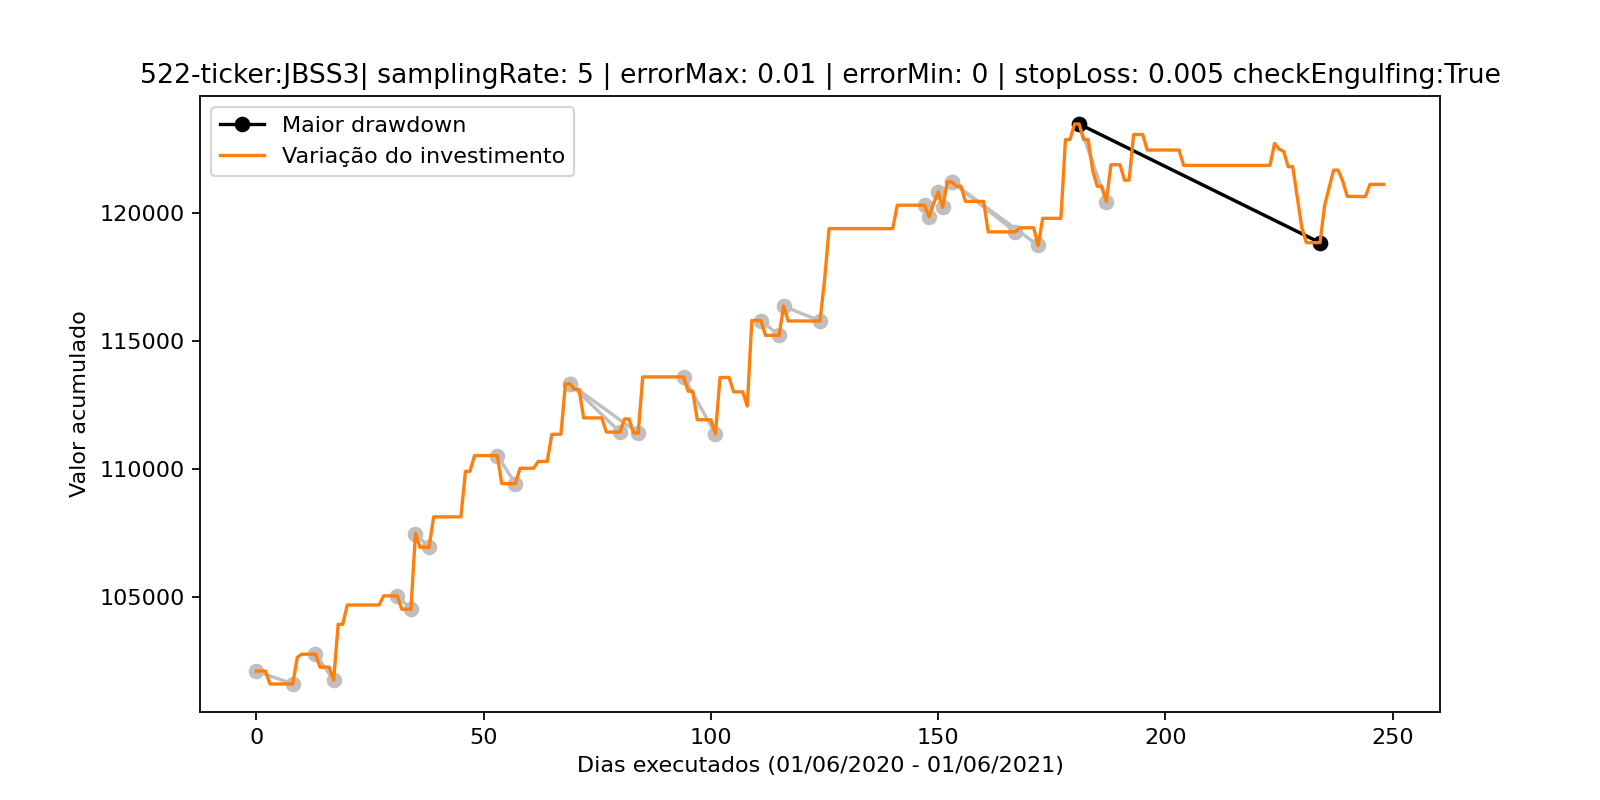 522-ticker:JBSS3| samplingRate: 5 | errorMax: 0.01 | errorMin: 0 | stopLoss: 0.005 checkEngulfing:True
Maior drawdown
Variação do investimento
Valor acumulado
120000
115000
110000
105000
0 50 100 150 200 250
Dias executados (01/06/2020 - 01/06/2021)